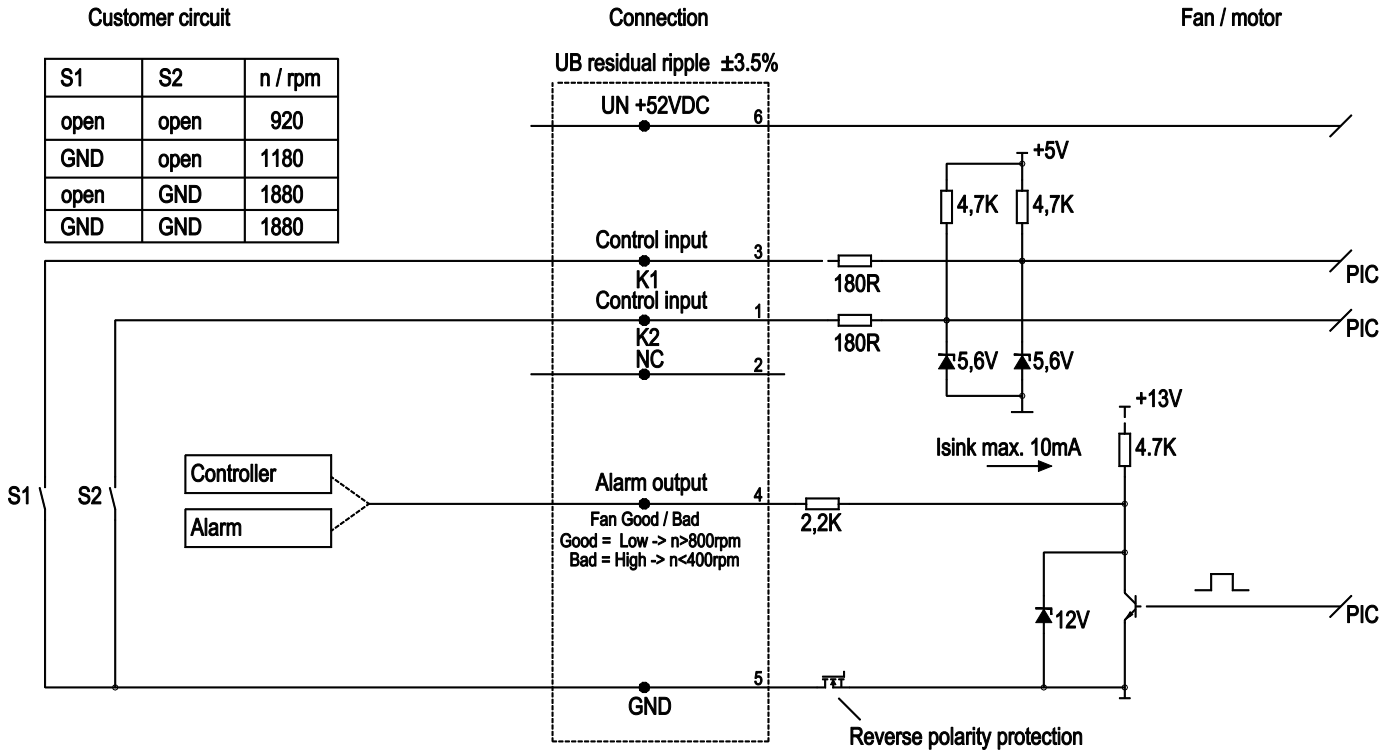 Customer circuit
Connection
Fan / motor
UB residual ripple ±3.5%
S1 S2 n / rpm
open open 920
GND open 1180
open GND 1880
GND GND 1880
UN +52VDC
6
+5V
4,7K
4,7K
Control input
3
K1
180R
PIC
Control input
1
K2
180R
PIC
NC
2
5,6V
5,6V
+13V
4.7K
Isink max. 10mA
Controller
Alarm
S1
S2
Alarm output
4
2,2K
Fan Good / Bad
Good = Low -> n>800rpm
Bad = High -> n<400rpm
12V
PIC
5
GND
Reverse polarity protection